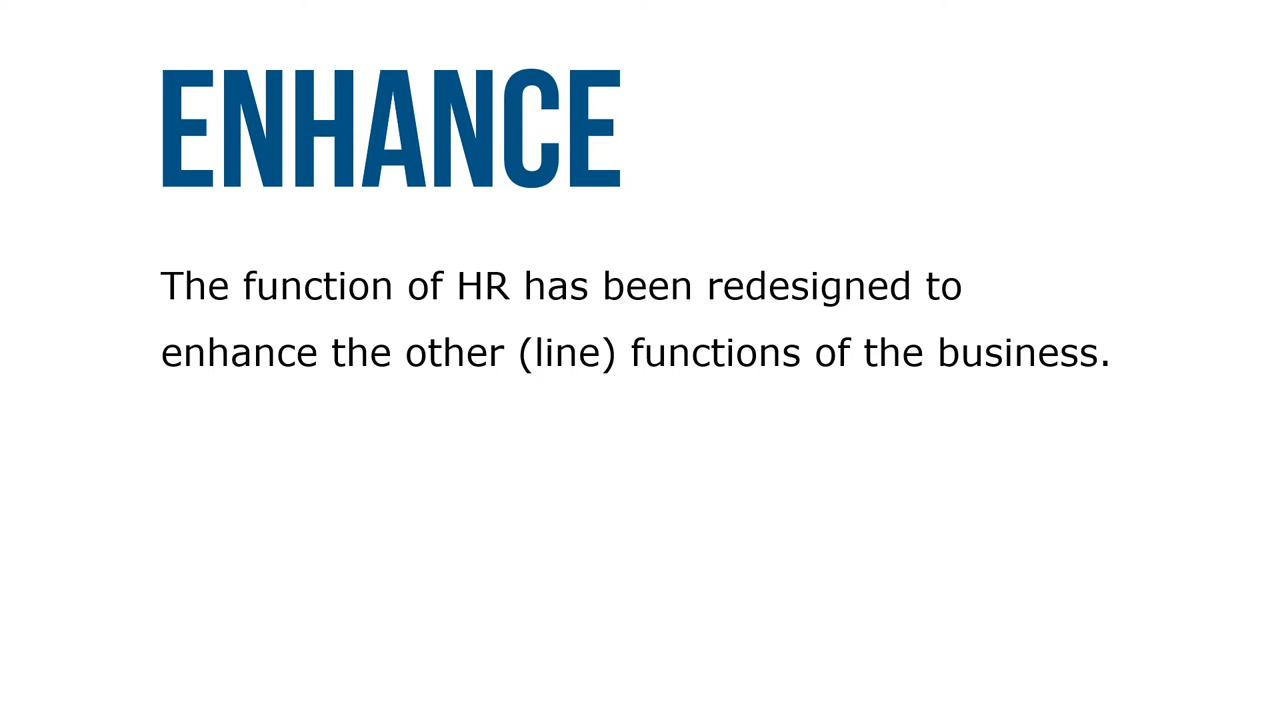 ENHANCE
The function of HR has been redesigned to
enhance the other (line) functions of the business.